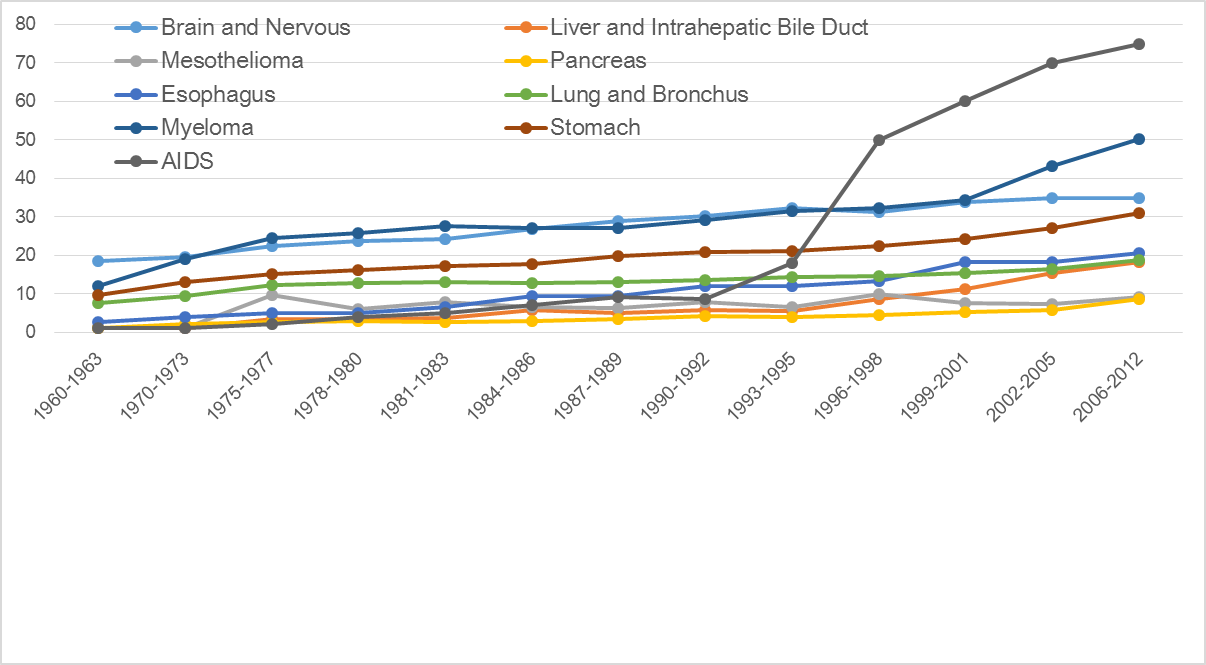 80
70
60
50
40
30
20
10
0
Brain and Nervous
Liver and Intrahepatic Bile Duct
Mesothelioma
Pancreas
Esophagus
Lung and Bronchus
Myeloma
Stomach
AIDS
1960-1963
1970-1973
1975-1977
1978-1980
1981-1983
1984-1986
1987-1989
1990-1992
1993-1995
1996-1998
1999-2001
2002-2005
2006-2012